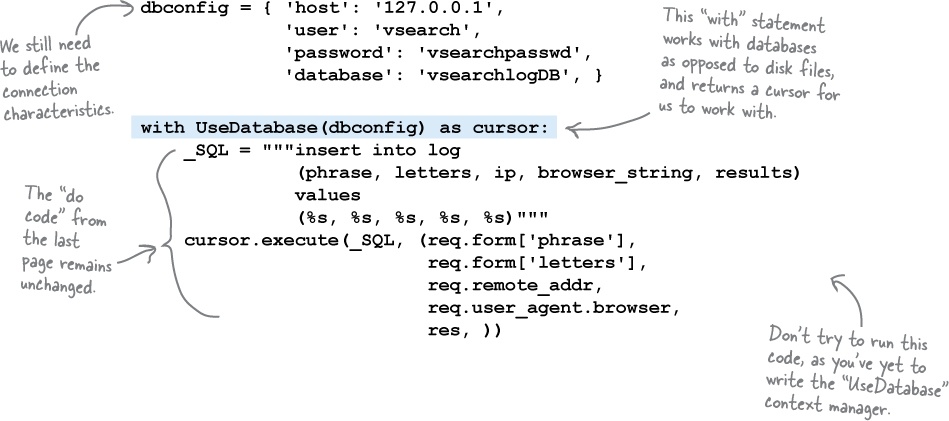 dbconfig = { 'host': '127.0.0.1',
'user': 'vsearch',
'password': 'vsearchpasswd',
'database': 'vsearchlogDB', }
We still need
to define the
connection
characteristics.
This “with” statement
works with databases
as opposed to disk files,
and returns a cursor for
us to work with.
with UseDatabase(dbconfig) as cursor:
_SQL = """insert into log
(phrase, letters, ip, browser_string, results)
values
(%s, %s, %s, %s, %s)"""
cursor.execute(_SQL, (req.form['phrase'],
req.form['letters'],
req.remote_addr,
req.user_agent.browser,
res, ))
The “do
code” from
the last
page remains
unchanged.
Don’t try to run this
code, as you’ve yet to
write the “UseDatabase”
context manager.